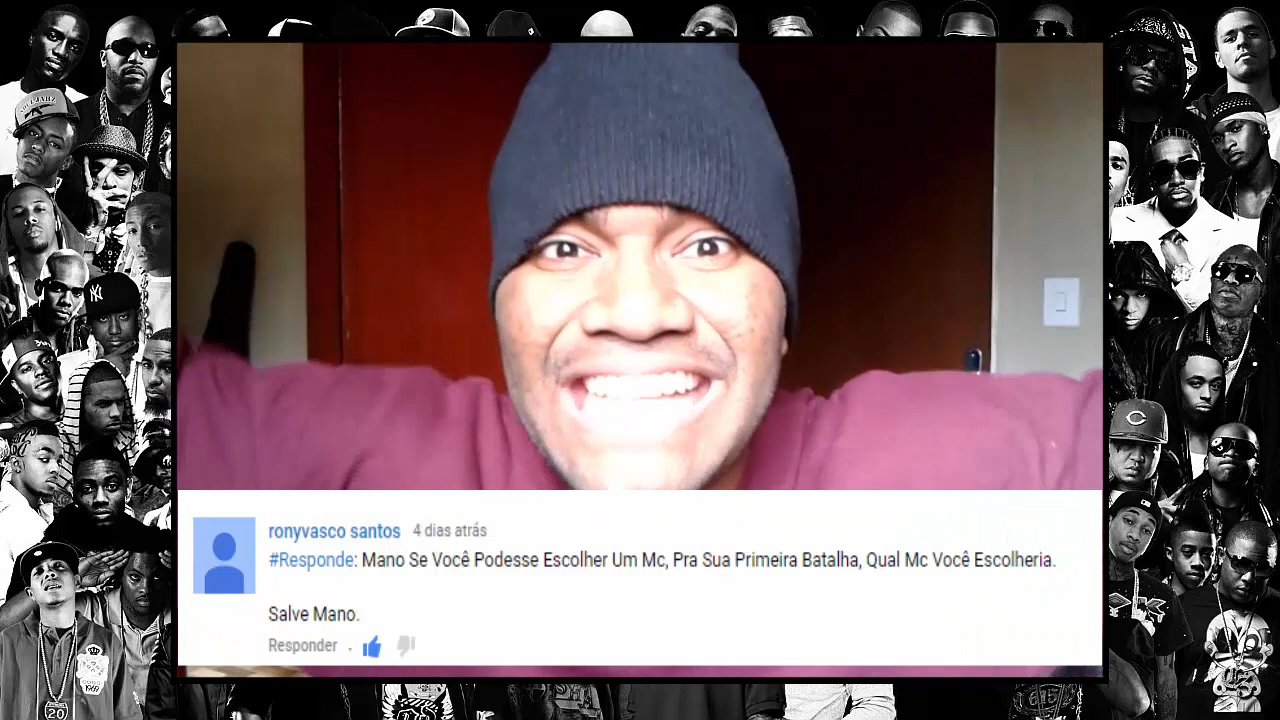 ronyvasco santos 4 dias atrás
#Responde: Mano Se Você Podesse Escolher Um Mc, Pra Sua Primeira Batalha, Qual Mc Você Escolheria.
Salve Mano.
Responder .